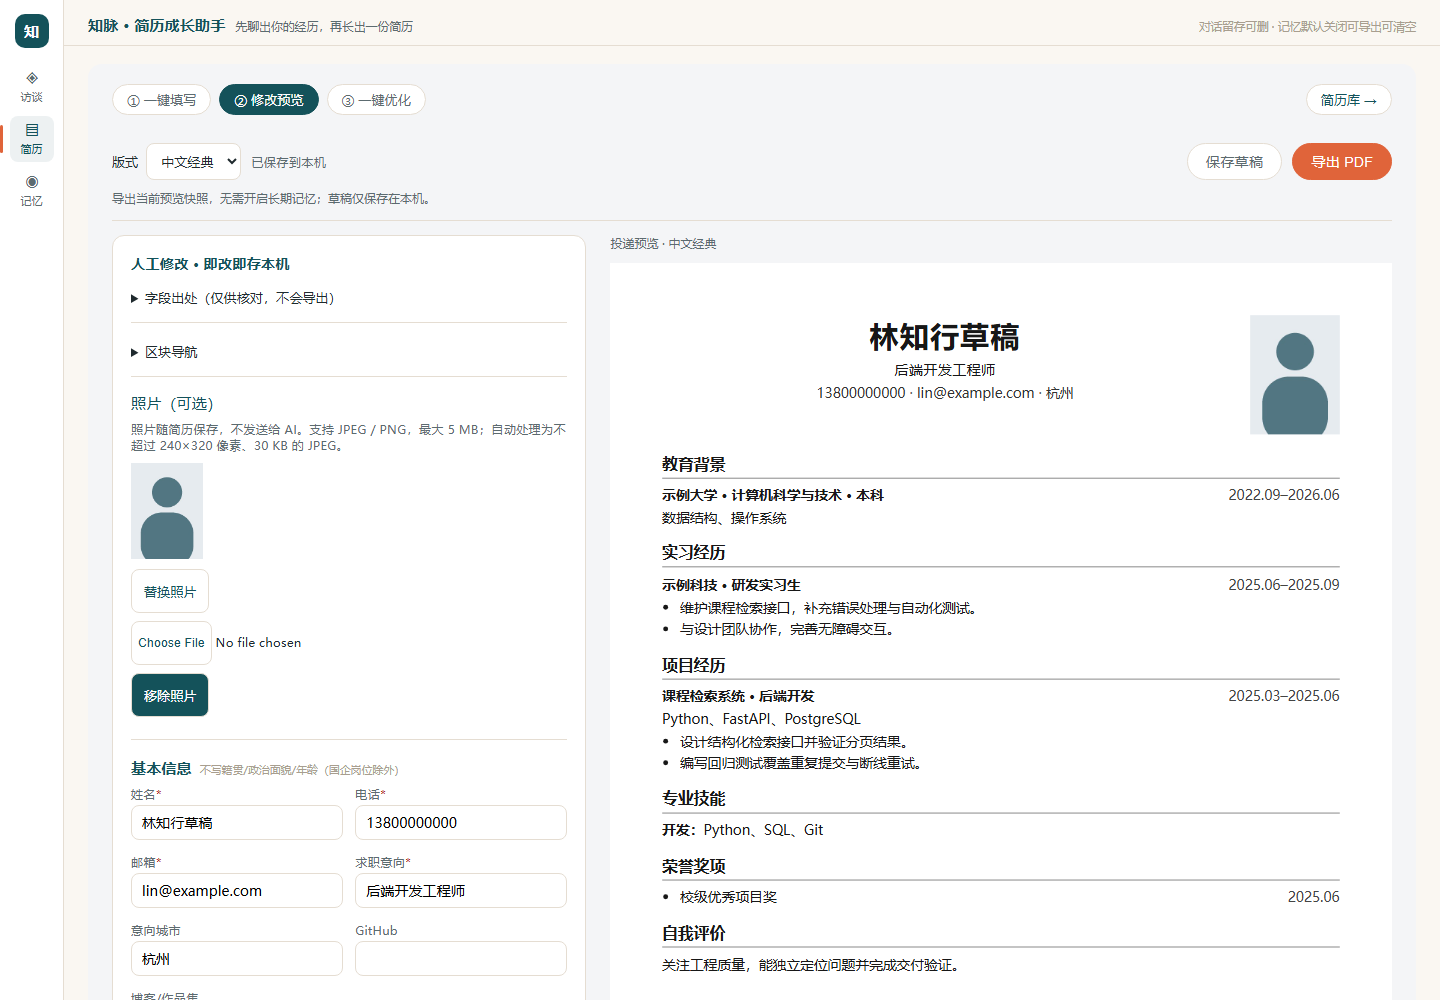 知
知脉 • 简历成长助手 先聊出你的经历，再长出一份简历
对话留存可删 · 记忆默认关闭可导出可清空
访谈
简历
记忆
① 一键填写
② 修改预览
③ 一键优化
简历库 →
版式
中文经典
已保存到本机
保存草稿
导出 PDF
导出当前预览快照，无需开启长期记忆；草稿仅保存在本机。
人工修改 • 即改即存本机
字段出处（仅供核对，不会导出）
区块导航
照片（可选）
照片随简历保存，不发送给 AI。支持 JPEG / PNG，最大 5 MB；自动处理为不
超过 240×320 像素、30 KB 的 JPEG。
替换照片
Choose File No file chosen
移除照片
基本信息 不写籍贯/政治面貌/年龄（国企岗位除外）
姓名*
林知行草稿
电话*
13800000000
邮箱*
lin@example.com
求职意向*
后端开发工程师
意向城市
杭州
GitHub
博客/作品集
投递预览 · 中文经典
林知行草稿
后端开发工程师
13800000000 · lin@example.com · 杭州
教育背景
示例大学 • 计算机科学与技术 • 本科 2022.09–2026.06
数据结构、操作系统
实习经历
示例科技 • 研发实习生 2025.06–2025.09
• 维护课程检索接口，补充错误处理与自动化测试。
• 与设计团队协作，完善无障碍交互。
项目经历
课程检索系统 • 后端开发 2025.03–2025.06
Python、FastAPI、PostgreSQL
• 设计结构化检索接口并验证分页结果。
• 编写回归测试覆盖重复提交与断线重试。
专业技能
开发：Python、SQL、Git
荣誉奖项
• 校级优秀项目奖 2025.06
自我评价
关注工程质量，能独立定位问题并完成交付验证。